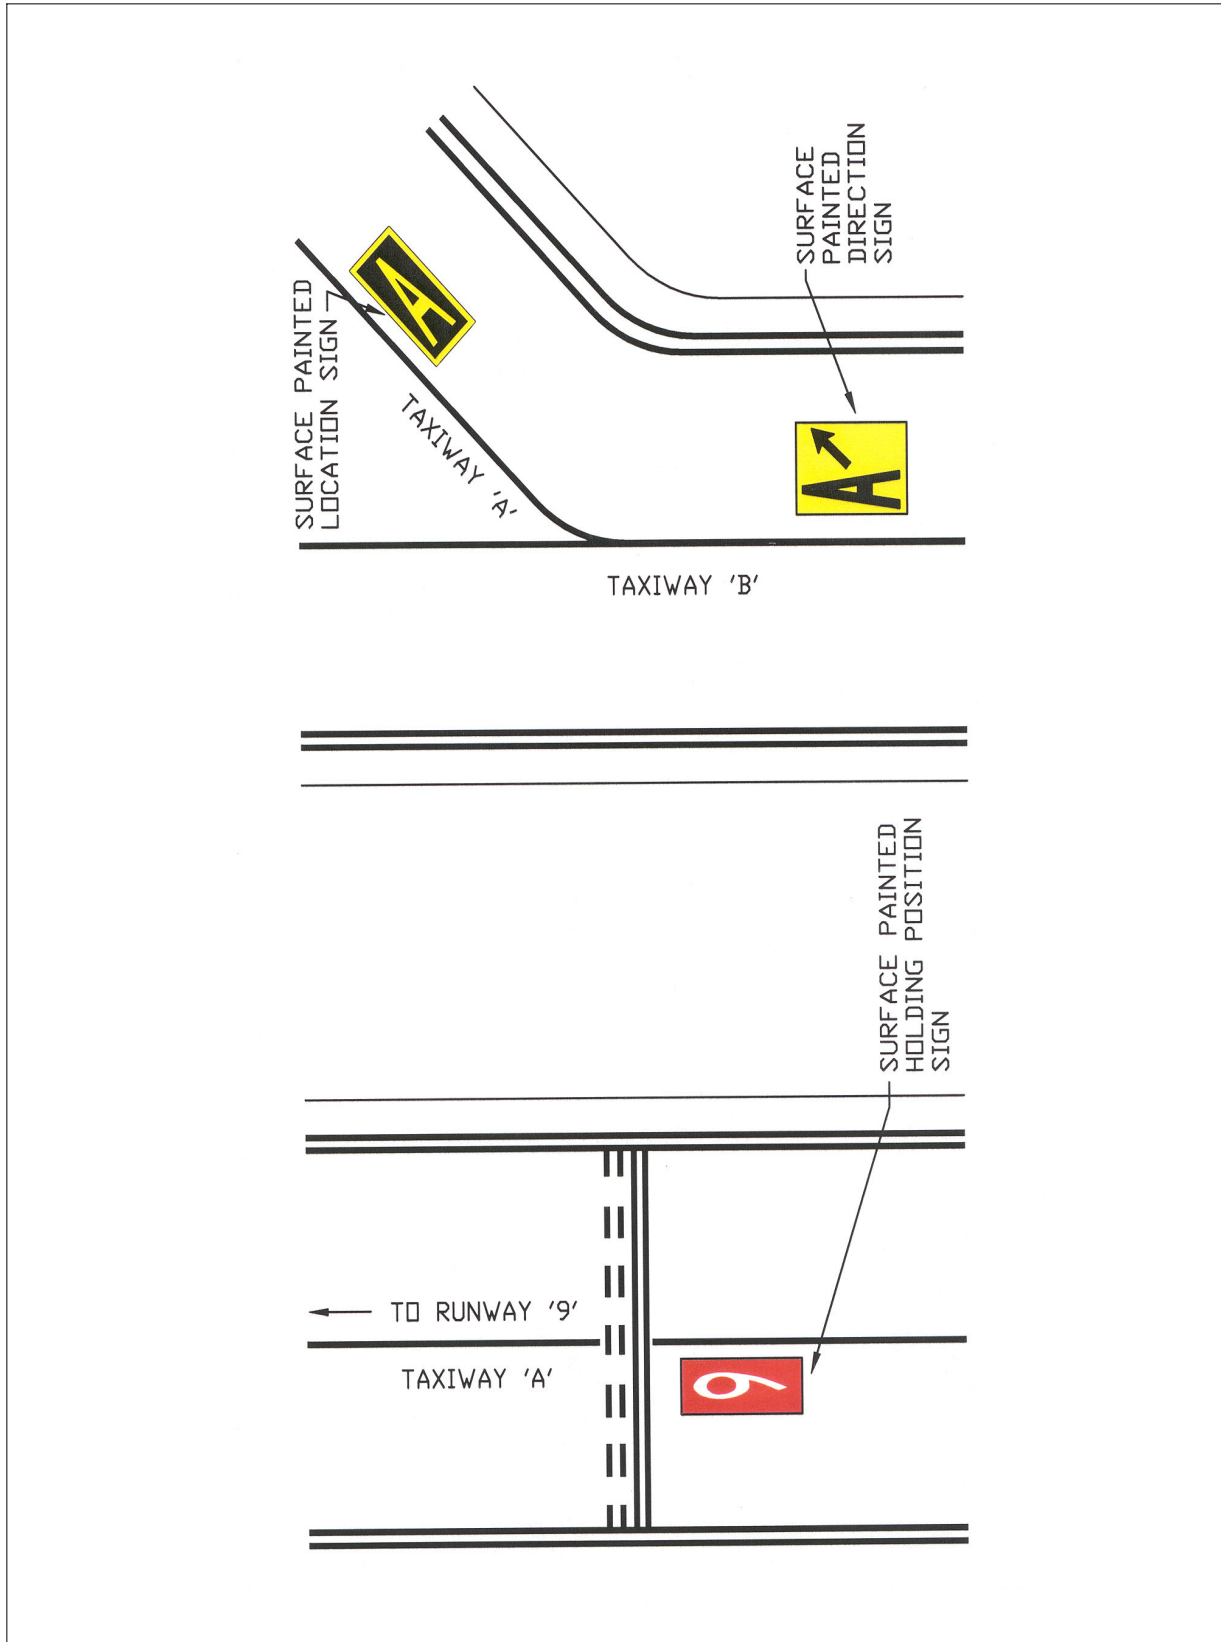 SURFACE PAINTED
LOCATION SIGN
A
TAXIWAY 'A'
SURFACE
PAINTED
DIRECTION
SIGN
A
TAXIWAY 'B'
SURFACE PAINTED
HOLDING POSITION
SIGN
TO RUNWAY '9'
TAXIWAY 'A'
9